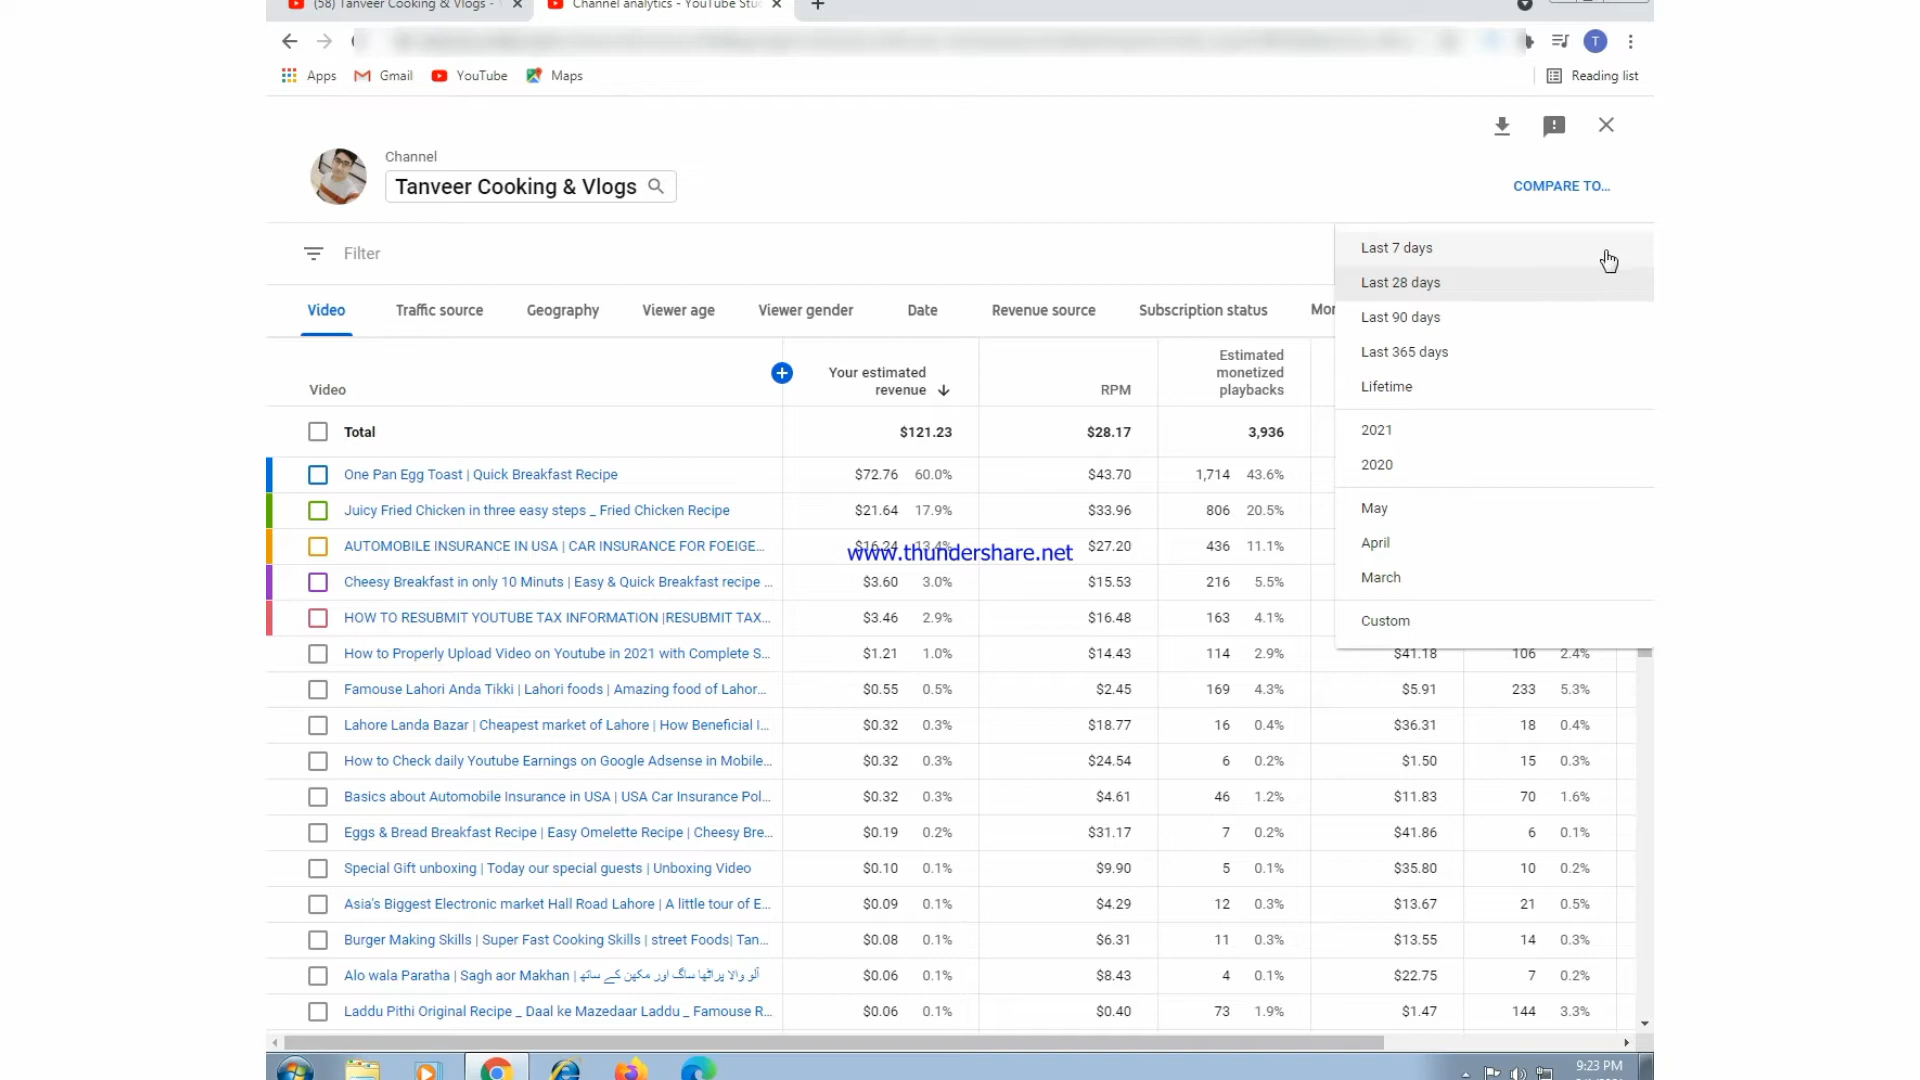 (58) Tanveer Cooking & Vlogs -
Channel analytics - YouTube Stu
T
Apps
Gmail
YouTube
Maps
Reading list
Channel
Tanveer Cooking & Vlogs
COMPARE TO...
Filter
Last 7 days
Last 28 days
Last 90 days
Last 365 days
Lifetime
2021
2020
May
April
March
Custom
Video Traffic source Geography Viewer age Viewer gender Date Revenue source Subscription status Mor
Video
Your estimated revenue
RPM
Estimated monetized playbacks
Total $121.23 $28.17 3,936
One Pan Egg Toast | Quick Breakfast Recipe $72.76 60.0% $43.70 1,714 43.6%
Juicy Fried Chicken in three easy steps _ Fried Chicken Recipe $21.64 17.9% $33.96 806 20.5%
AUTOMOBILE INSURANCE IN USA | CAR INSURANCE FOR FOEIGE... $16.24 13.4% $27.20 436 11.1%
www.thundershare.net
Cheesy Breakfast in only 10 Minuts | Easy & Quick Breakfast recipe ... $3.60 3.0% $15.53 216 5.5%
HOW TO RESUBMIT YOUTUBE TAX INFORMATION |RESUBMIT TAX... $3.46 2.9% $16.48 163 4.1%
How to Properly Upload Video on Youtube in 2021 with Complete S... $1.21 1.0% $14.43 114 2.9% $41.18 106 2.4%
Famouse Lahori Anda Tikki | Lahori foods | Amazing food of Lahor... $0.55 0.5% $2.45 169 4.3% $5.91 233 5.3%
Lahore Landa Bazar | Cheapest market of Lahore | How Beneficial I... $0.32 0.3% $18.77 16 0.4% $36.31 18 0.4%
How to Check daily Youtube Earnings on Google Adsense in Mobile... $0.32 0.3% $24.54 6 0.2% $1.50 15 0.3%
Basics about Automobile Insurance in USA | USA Car Insurance Pol... $0.32 0.3% $4.61 46 1.2% $11.83 70 1.6%
Eggs & Bread Breakfast Recipe | Easy Omelette Recipe | Cheesy Bre... $0.19 0.2% $31.17 7 0.2% $41.86 6 0.1%
Special Gift unboxing | Today our special guests | Unboxing Video $0.10 0.1% $9.90 5 0.1% $35.80 10 0.2%
Asia's Biggest Electronic market Hall Road Lahore | A little tour of E... $0.09 0.1% $4.29 12 0.3% $13.67 21 0.5%
Burger Making Skills | Super Fast Cooking Skills | street Foods| Tan... $0.08 0.1% $6.31 11 0.3% $13.55 14 0.3%
Alo wala Paratha | Sagh aor Makhan | آلو والا پراٹھا ساگ اور مکھن کے ساتھ $0.06 0.1% $8.43 4 0.1% $22.75 7 0.2%
Laddu Pithi Original Recipe _ Daal ke Mazedaar Laddu _ Famouse R... $0.06 0.1% $0.40 73 1.9% $1.47 144 3.3%
9:23 PM